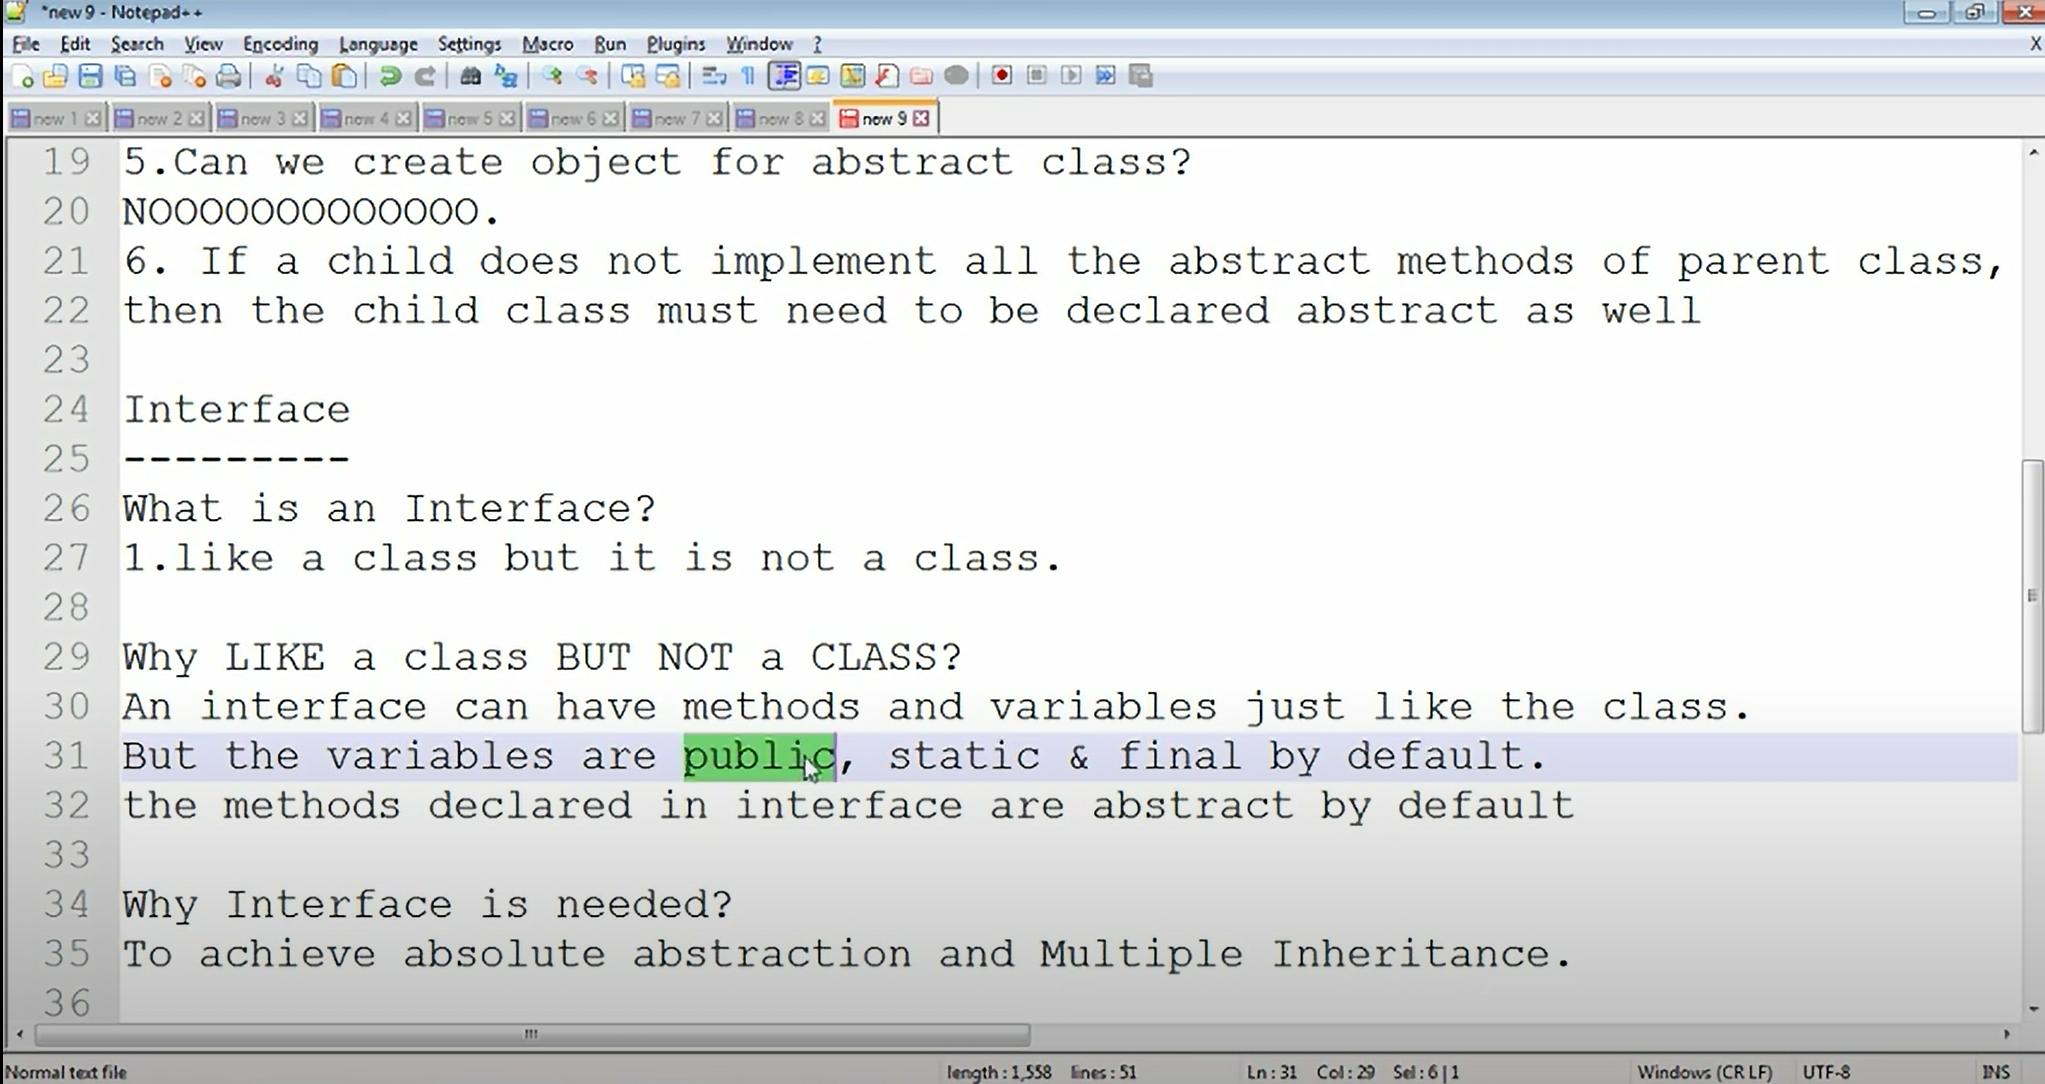 *new 9 - Notepad++
File Edit Search View Encoding Language Settings Macro Run Plugins Window ?
X
new 1 new 2 new 3 new 4 new 5 new 6 new 7 new 8 new 9
19 5.Can we create object for abstract class?
20 NOOOOOOOOOOOOO.
21 6. If a child does not implement all the abstract methods of parent class,
22 then the child class must need to be declared abstract as well
23
24 Interface
25 ---------
26 What is an Interface?
27 1.like a class but it is not a class.
28
29 Why LIKE a class BUT NOT a CLASS?
30 An interface can have methods and variables just like the class.
31 But the variables are public, static & final by default.
32 the methods declared in interface are abstract by default
33
34 Why Interface is needed?
35 To achieve absolute abstraction and Multiple Inheritance.
36
Normal text file length : 1,558 lines : 51 Ln : 31 Col : 29 Sel : 6 | 1 Windows (CR LF) UTF-8 INS